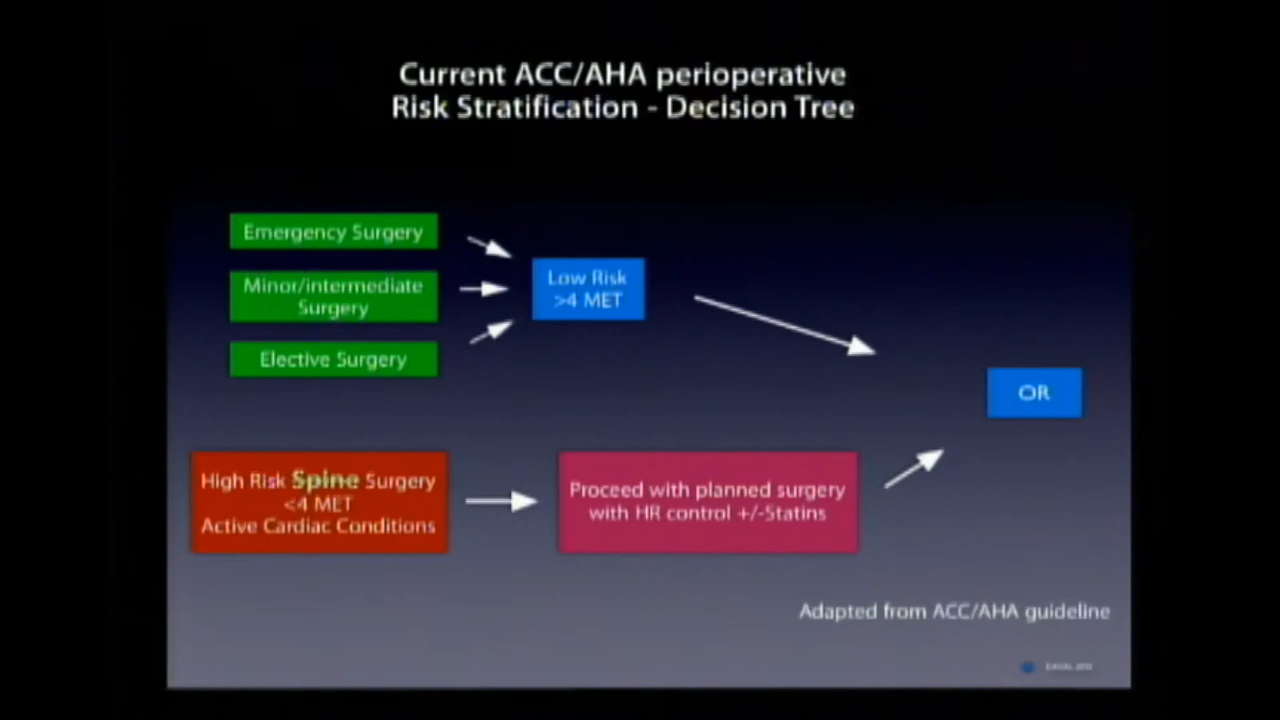 Current ACC/AHA perioperative
Risk Stratification - Decision Tree
Emergency Surgery
Minor/intermediate
Surgery
Elective Surgery
Low Risk
>4 MET
OR
High Risk Spine Surgery
<4 MET
Active Cardiac Conditions
Proceed with planned surgery
with HR control +/-Statins
Adapted from ACC/AHA guideline